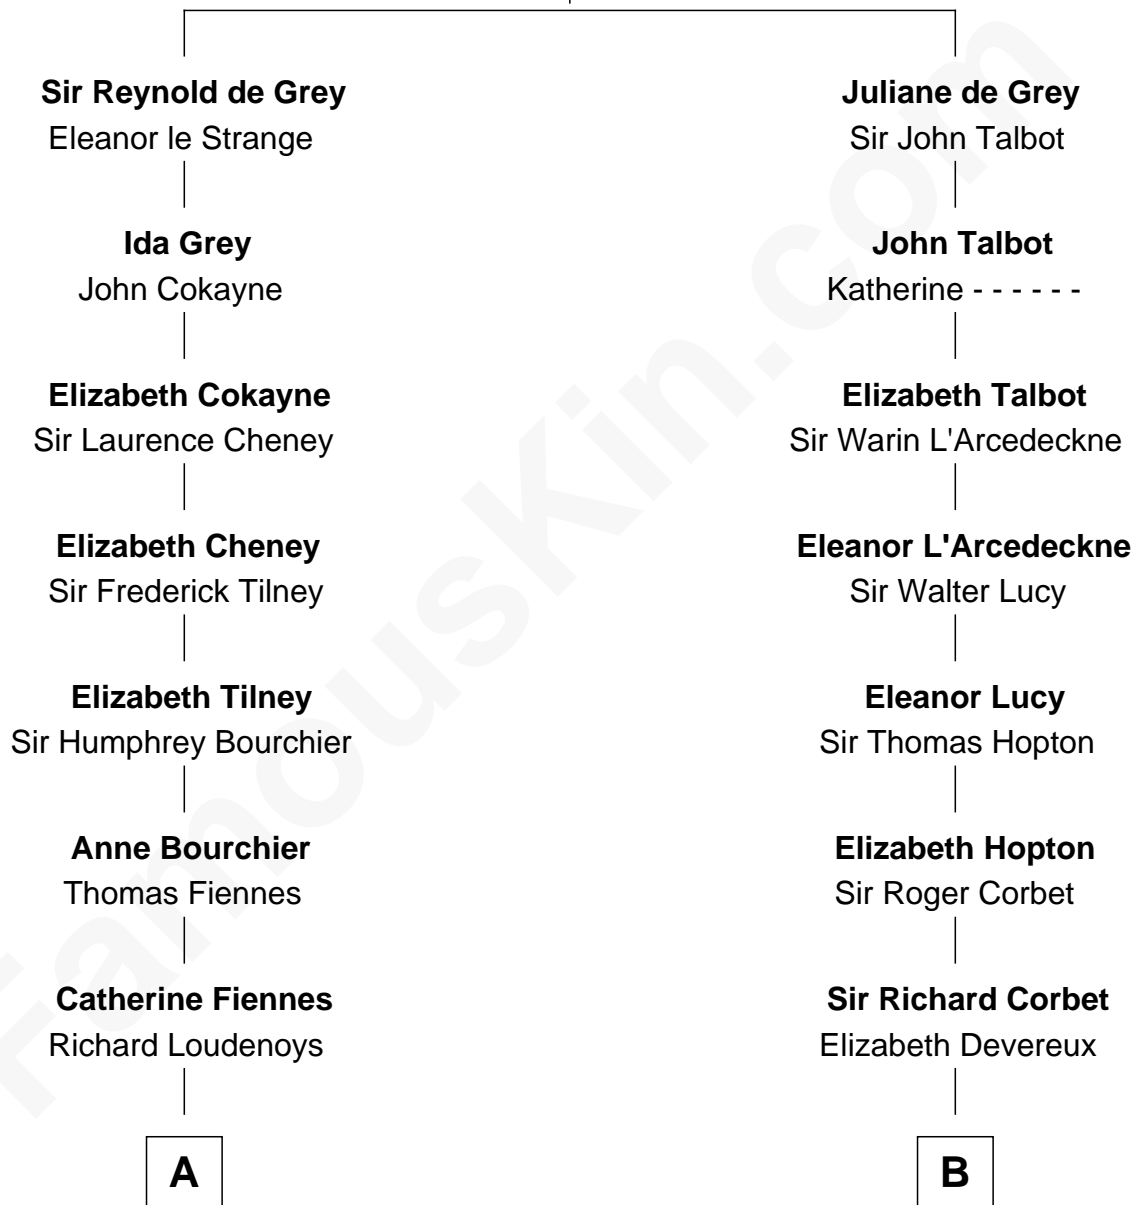 Sir Reynold de Grey
Eleanor le Strange
Ida Grey
John Cokayne
Elizabeth Cokayne
Sir Laurence Cheney
Elizabeth Cheney
Sir Frederick Tilney
Elizabeth Tilney
Sir Humphrey Bourchier
Anne Bourchier
Thomas Fiennes
Catherine Fiennes
Richard Loudenoys
A
Juliane de Grey
Sir John Talbot
John Talbot
Katherine - - - - - -
Elizabeth Talbot
Sir Warin L'Arcedeckne
Eleanor L'Arcedeckne
Sir Walter Lucy
Eleanor Lucy
Sir Thomas Hopton
Elizabeth Hopton
Sir Roger Corbet
Sir Richard Corbet
Elizabeth Devereux
B
FamousKin.com